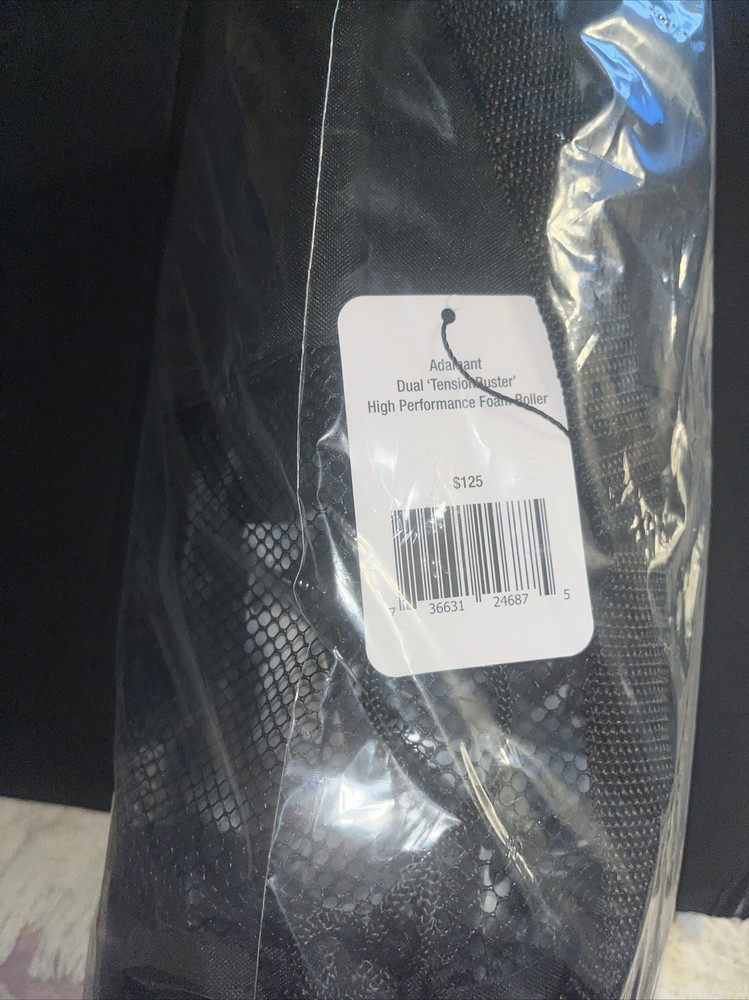 Adamant
Dual ‘TensionBuster’
High Performance Foam Roller
$125
7 36631 24687 5